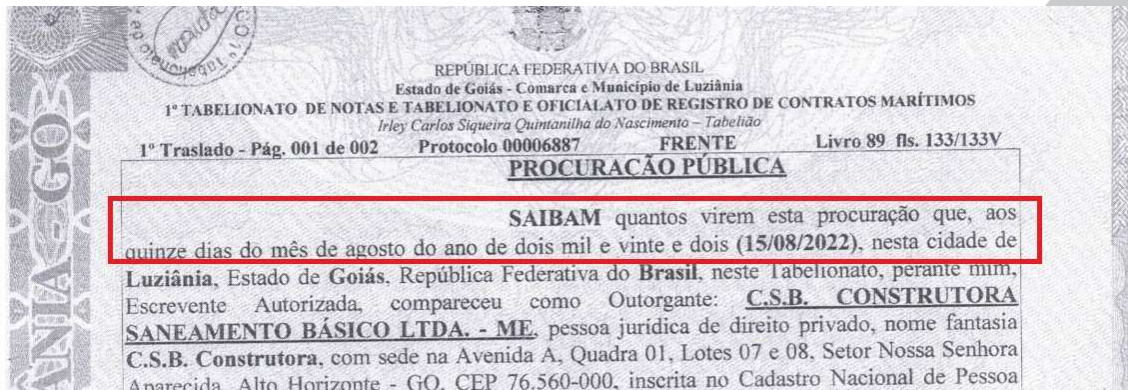 REPÚBLICA FEDERATIVA DO BRASIL
Estado de Goiás - Comarca e Município de Luziânia
1º TABELIONATO DE NOTAS E TABELIONATO E OFICIALATO DE REGISTRO DE CONTRATOS MARÍTIMOS
Irley Carlos Siqueira Quintanilha do Nascimento – Tabelião
1º Traslado - Pág. 001 de 002 Protocolo 00006887 FRENTE Livro 89 fls. 133/133V
PROCURAÇÃO PÚBLICA
SAIBAM quantos virem esta procuração que, aos
quinze dias do mês de agosto do ano de dois mil e vinte e dois (15/08/2022), nesta cidade de
Luziânia, Estado de Goiás, República Federativa do Brasil, neste Tabelionato, perante mim,
Escrevente Autorizada, compareceu como Outorgante: C.S.B. CONSTRUTORA
SANEAMENTO BÁSICO LTDA. - ME, pessoa jurídica de direito privado, nome fantasia
C.S.B. Construtora, com sede na Avenida A, Quadra 01, Lotes 07 e 08, Setor Nossa Senhora
Aparecida, Alto Horizonte - GO, CEP 76.560-000, inscrita no Cadastro Nacional de Pessoa